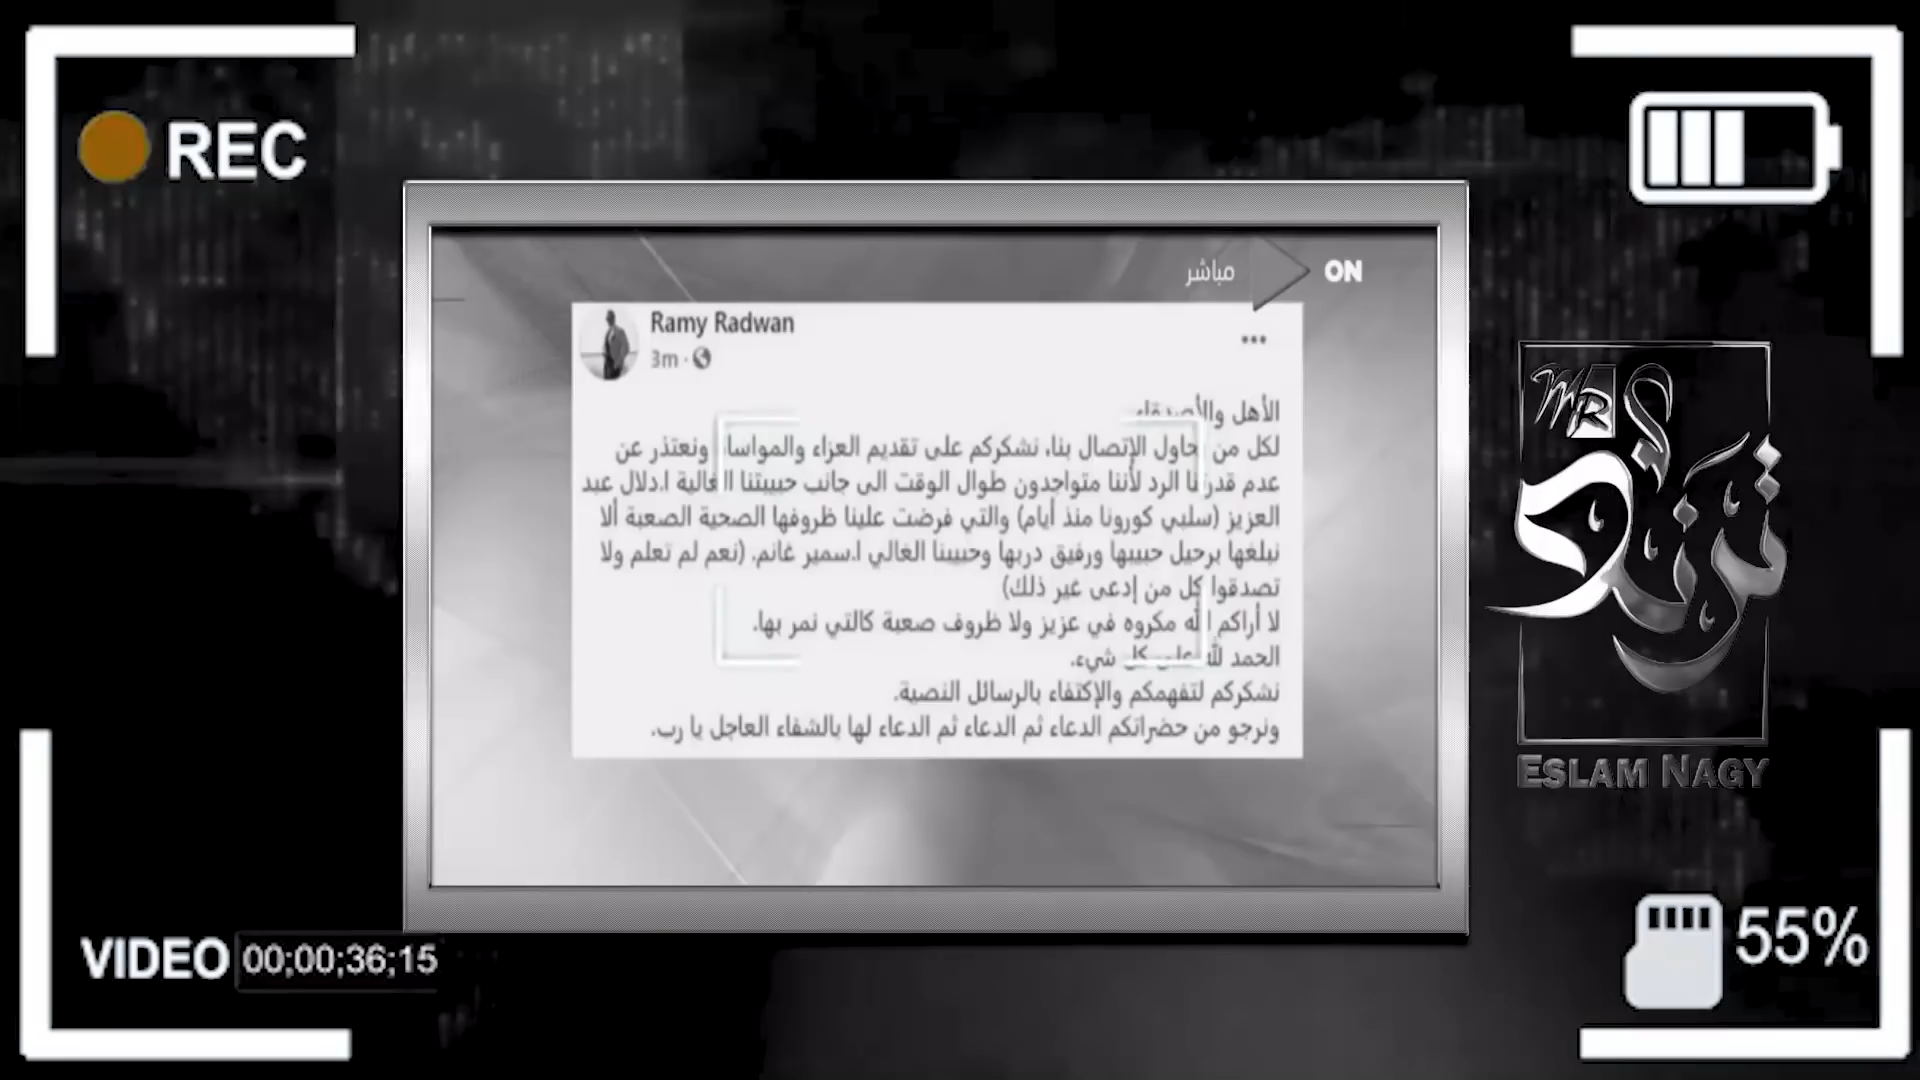 REC
مباشر
ON
Ramy Radwan
3m
الأهل والأصدقاء
لكل من حاول الإتصال بنا، نشكركم على تقديم العزاء والمواساة ونعتذر عن
عدم قدرتنا الرد لأننا متواجدون طوال الوقت الى جانب حبيبتنا الغالية ا.دلال عبد
العزيز (سلبي كورونا منذ أيام) والتي فرضت علينا ظروفها الصحية الصعبة ألا
نبلغها برحيل حبيبها ورفيق دربها وحبيبنا الغالي ا.سمير غانم. (نعم لم تعلم ولا
تصدقوا كل من إدعى غير ذلك)
لا أراكم الله مكروه في عزيز ولا ظروف صعبة كالتي نمر بها.
الحمد لله على كل شيء.
نشكركم لتفهمكم والإكتفاء بالرسائل النصية.
ونرجو من حضراتكم الدعاء ثم الدعاء ثم الدعاء لها بالشفاء العاجل يا رب.
MR
ترند
ESLAM NAGY
VIDEO 00;00;36;15
55%